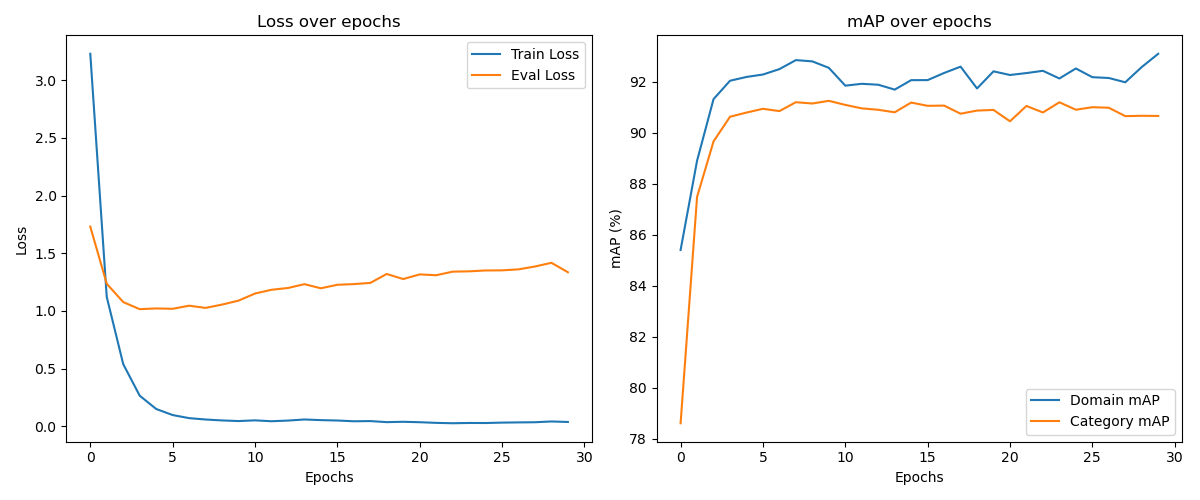 Loss over epochs
Train Loss
Eval Loss
3.0
2.5
2.0
1.5
1.0
0.5
0.0
Loss
0 5 10 15 20 25 30
Epochs
mAP over epochs
92
90
88
86
84
82
80
78
mAP (%)
Domain mAP
Category mAP
0 5 10 15 20 25 30
Epochs